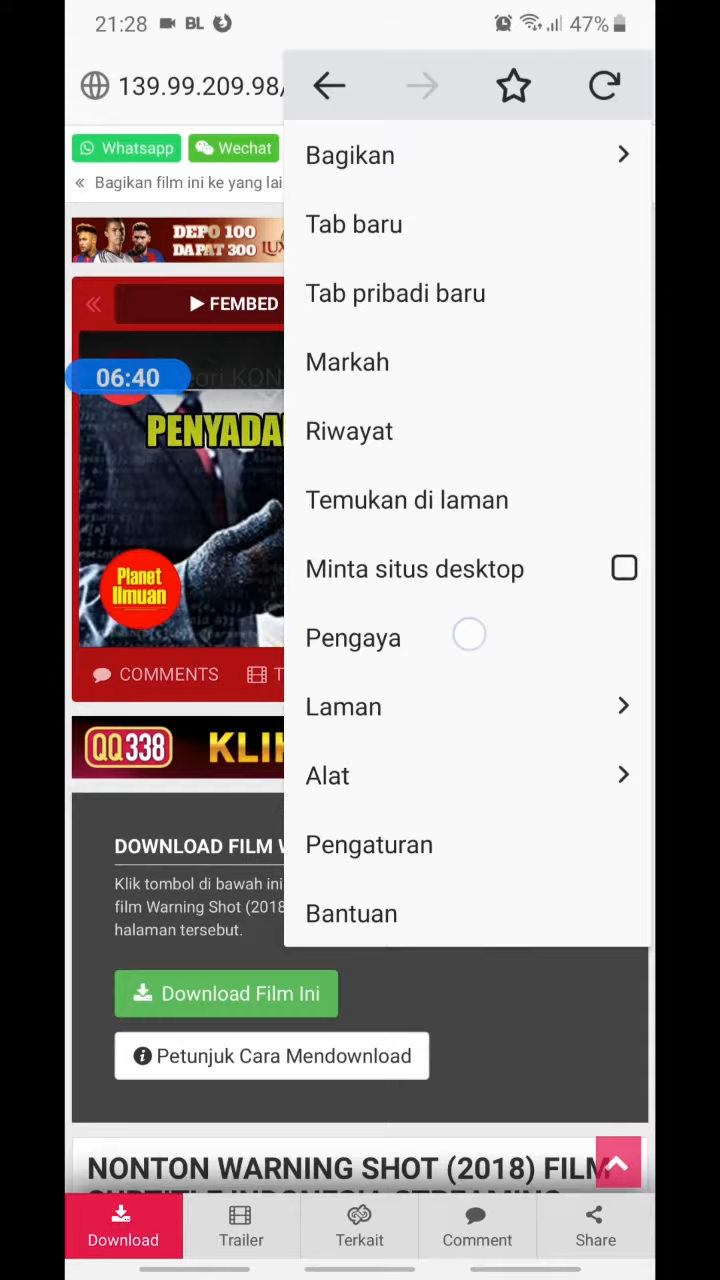 21:28 BL 47%
139.99.209.98/
Whatsapp Wechat
« Bagikan film ini ke yang lai
DEPO 100
DAPAT 300
FEMBED
06:40
PENYADA
Planet
Ilmuan
COMMENTS T
QQ338 KLI
DOWNLOAD FILM
Klik tombol di bawah ini
film Warning Shot (2018
halaman tersebut.
Download Film Ini
Petunjuk Cara Mendownload
Bagikan
Tab baru
Tab pribadi baru
Markah
Riwayat
Temukan di laman
Minta situs desktop
Pengaya
Laman
Alat
Pengaturan
Bantuan
NONTON WARNING SHOT (2018) FILM
SUBTITLE INDONESIA STREAMING
Download Trailer Terkait Comment Share